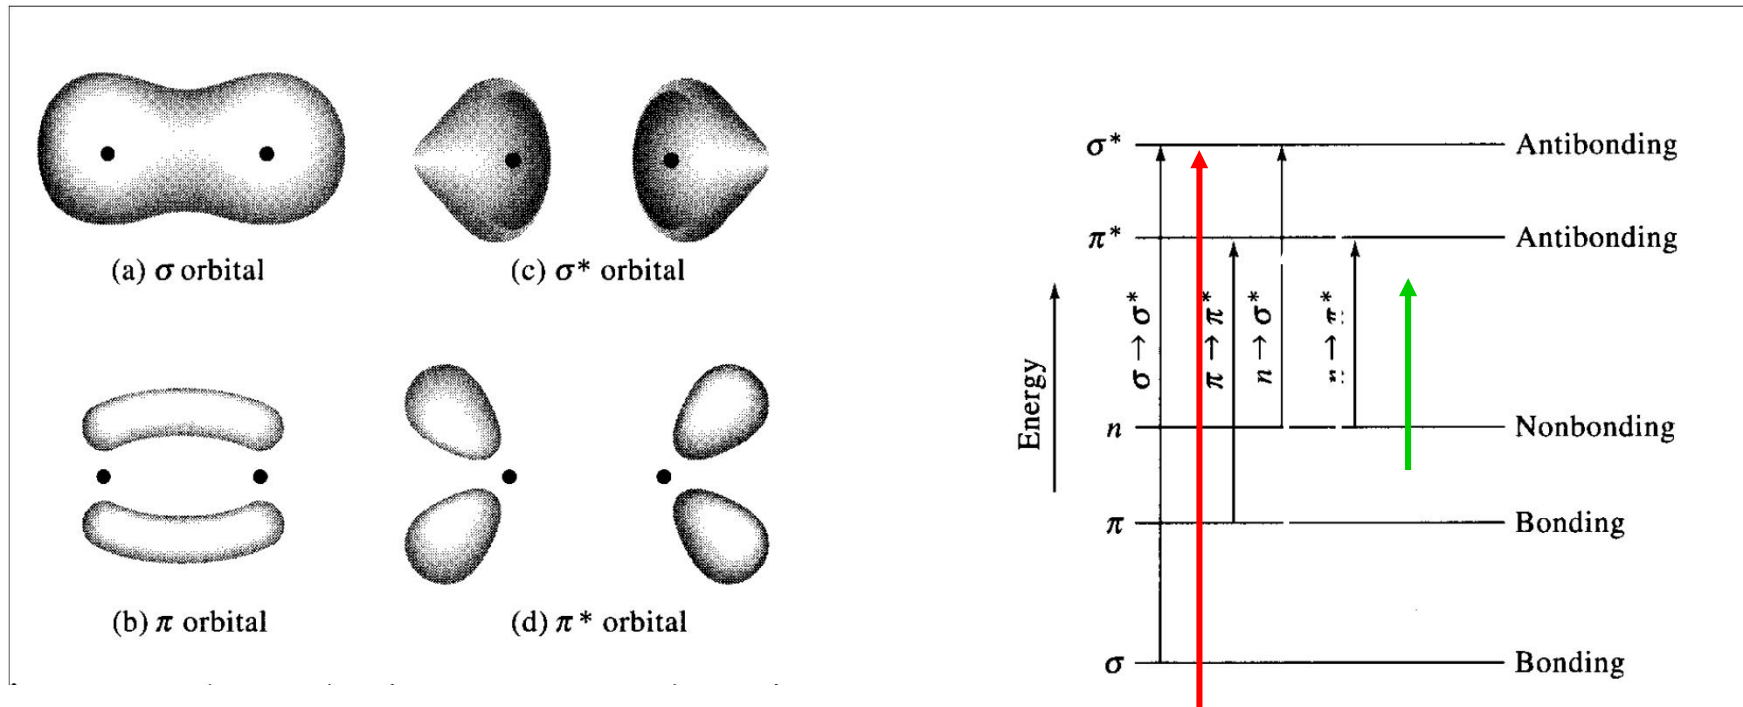 (a) σ orbital
(c) σ* orbital
(b) π orbital
(d) π* orbital
Energy
σ*
π*
n
π
σ
σ → σ*
π → π*
n → σ*
n → π*
Antibonding
Antibonding
Nonbonding
Bonding
Bonding